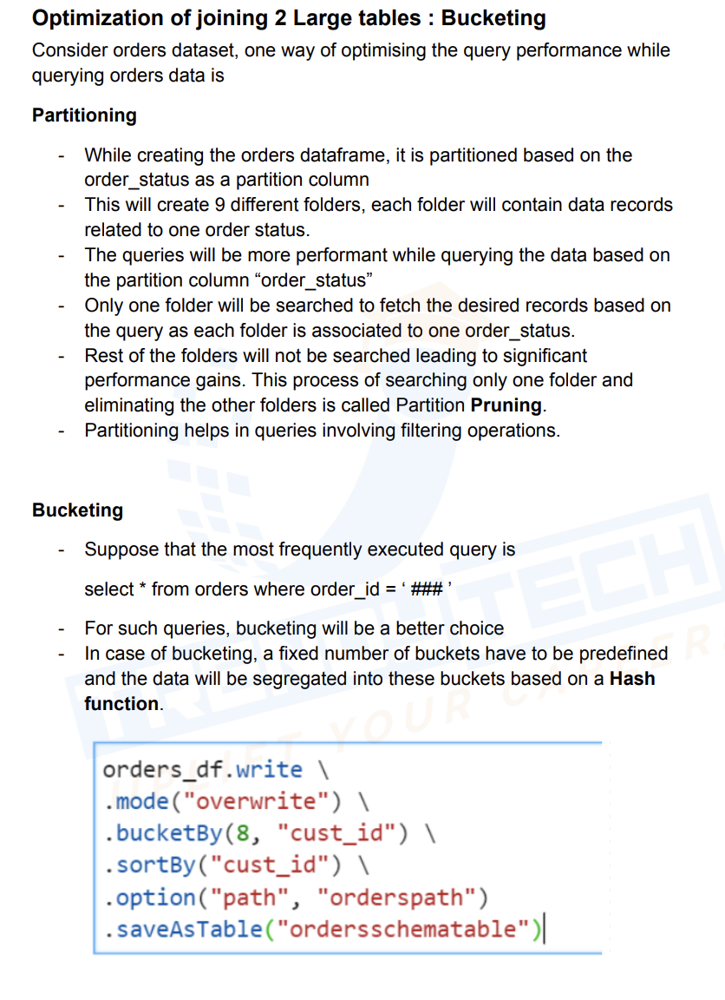 Optimization of joining 2 Large tables : Bucketing
Consider orders dataset, one way of optimising the query performance while
querying orders data is
Partitioning
- While creating the orders dataframe, it is partitioned based on the
order_status as a partition column
- This will create 9 different folders, each folder will contain data records
related to one order status.
- The queries will be more performant while querying the data based on
the partition column “order_status”
- Only one folder will be searched to fetch the desired records based on
the query as each folder is associated to one order_status.
- Rest of the folders will not be searched leading to significant
performance gains. This process of searching only one folder and
eliminating the other folders is called Partition Pruning.
- Partitioning helps in queries involving filtering operations.
Bucketing
- Suppose that the most frequently executed query is
select * from orders where order_id = ‘ ### ’
- For such queries, bucketing will be a better choice
- In case of bucketing, a fixed number of buckets have to be predefined
and the data will be segregated into these buckets based on a Hash
function.
orders_df.write \
.mode("overwrite") \
.bucketBy(8, "cust_id") \
.sortBy("cust_id") \
.option("path", "orderspath")
.saveAsTable("ordersschematable")
TRENDYTECH
UPLIFT YOUR CAREER